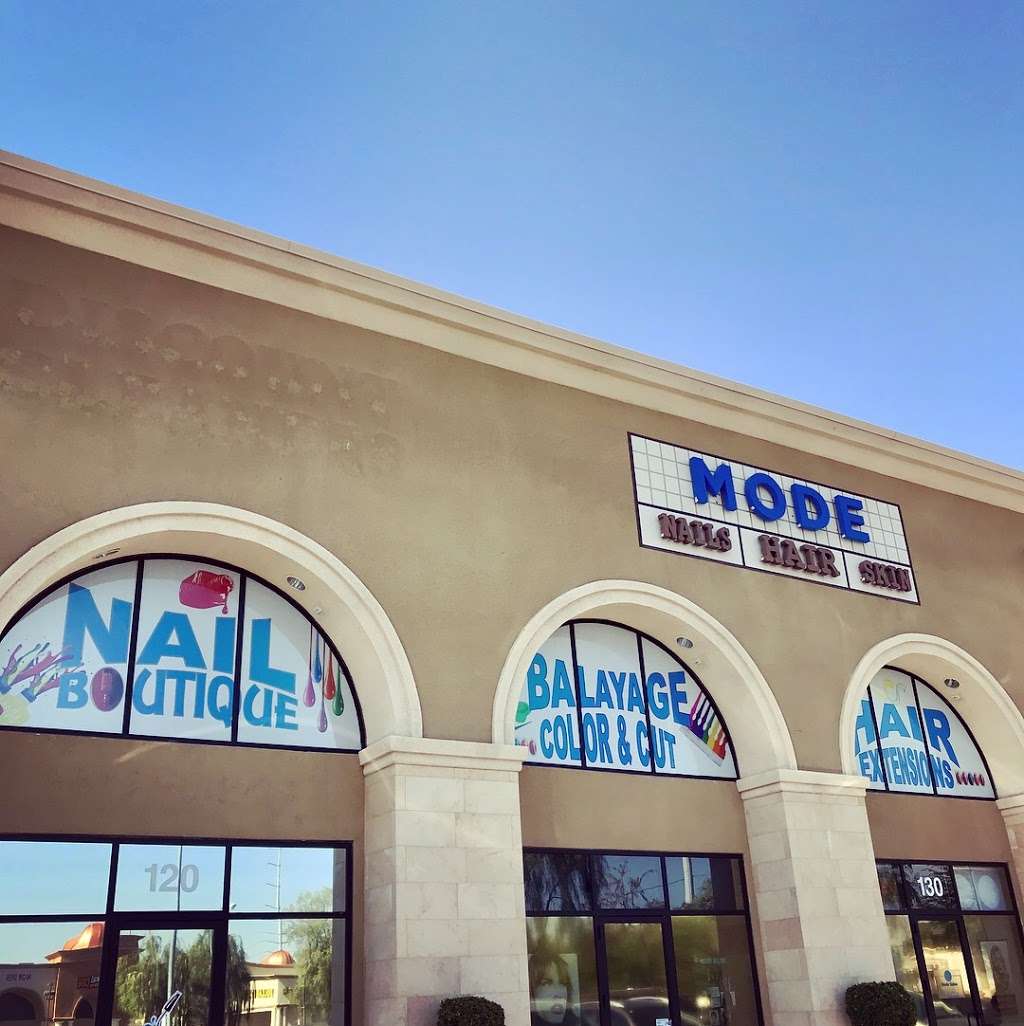 MODE
NAILS HAIR SKIN
NAIL
BOUTIQUE
BALAYAGE
COLOR & CUT
HAIR
EXTENSIONS
120
130